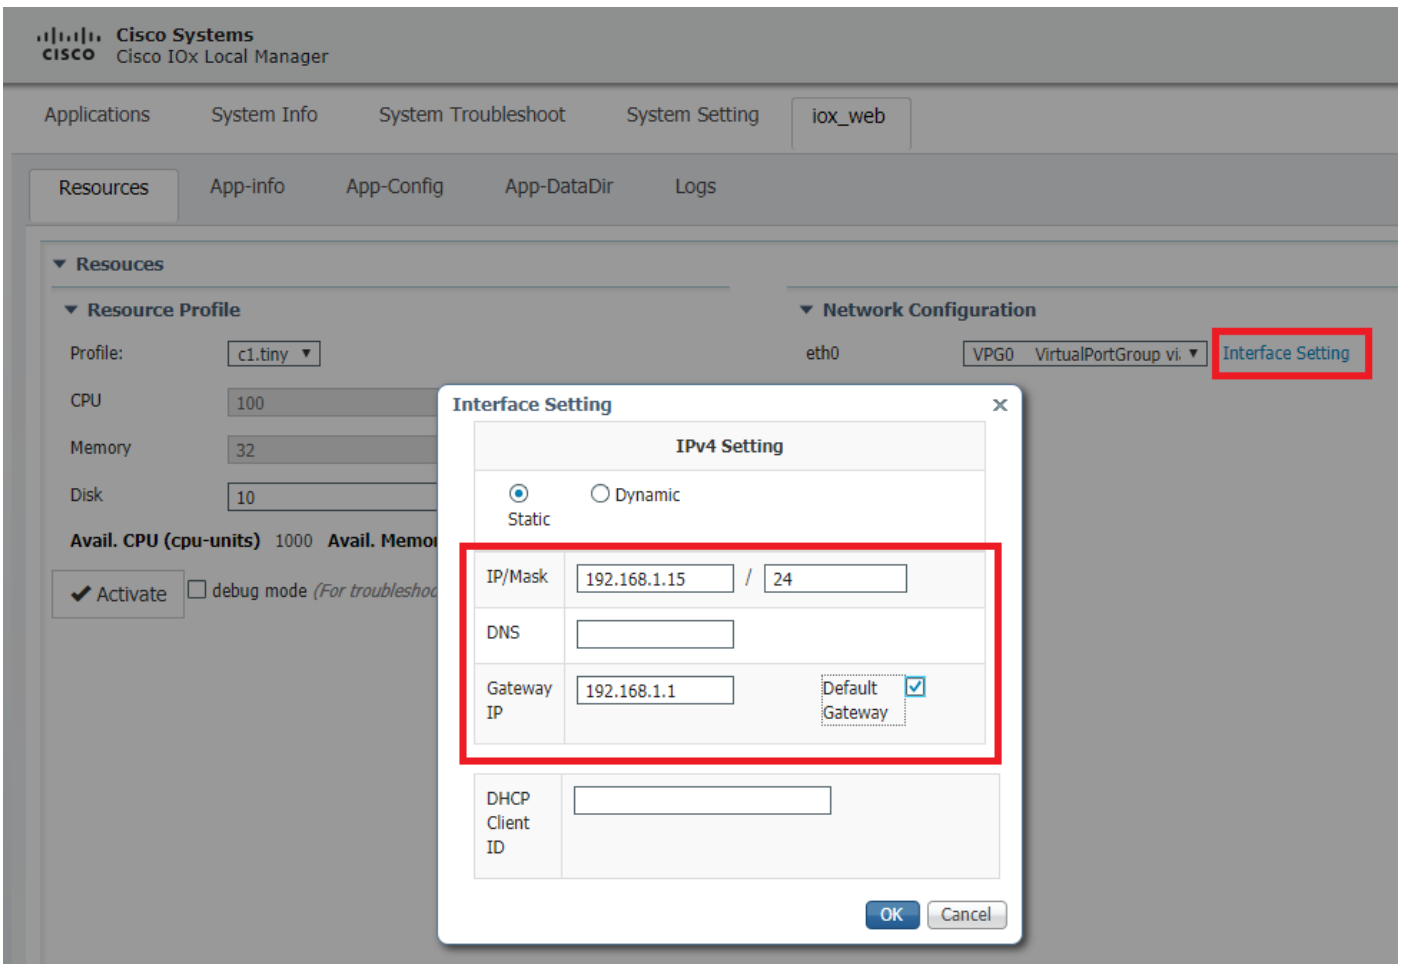 Cisco Systems
CISCO Cisco IOx Local Manager
Applications System Info System Troubleshoot System Setting iox_web
Resources App-info App-Config App-DataDir Logs
Resouces
Resource Profile Network Configuration
Profile: c1.tiny eth0 VPG0 VirtualPortGroup vi Interface Setting
CPU 100
Memory 32
Disk 10
Avail. CPU (cpu-units) 1000 Avail. Memor
Activate debug mode (For troubleshoo
Interface Setting x
IPv4 Setting
Static Dynamic
IP/Mask 192.168.1.15 / 24
DNS
Gateway IP 192.168.1.1 Default Gateway
DHCP
Client
ID
OK Cancel